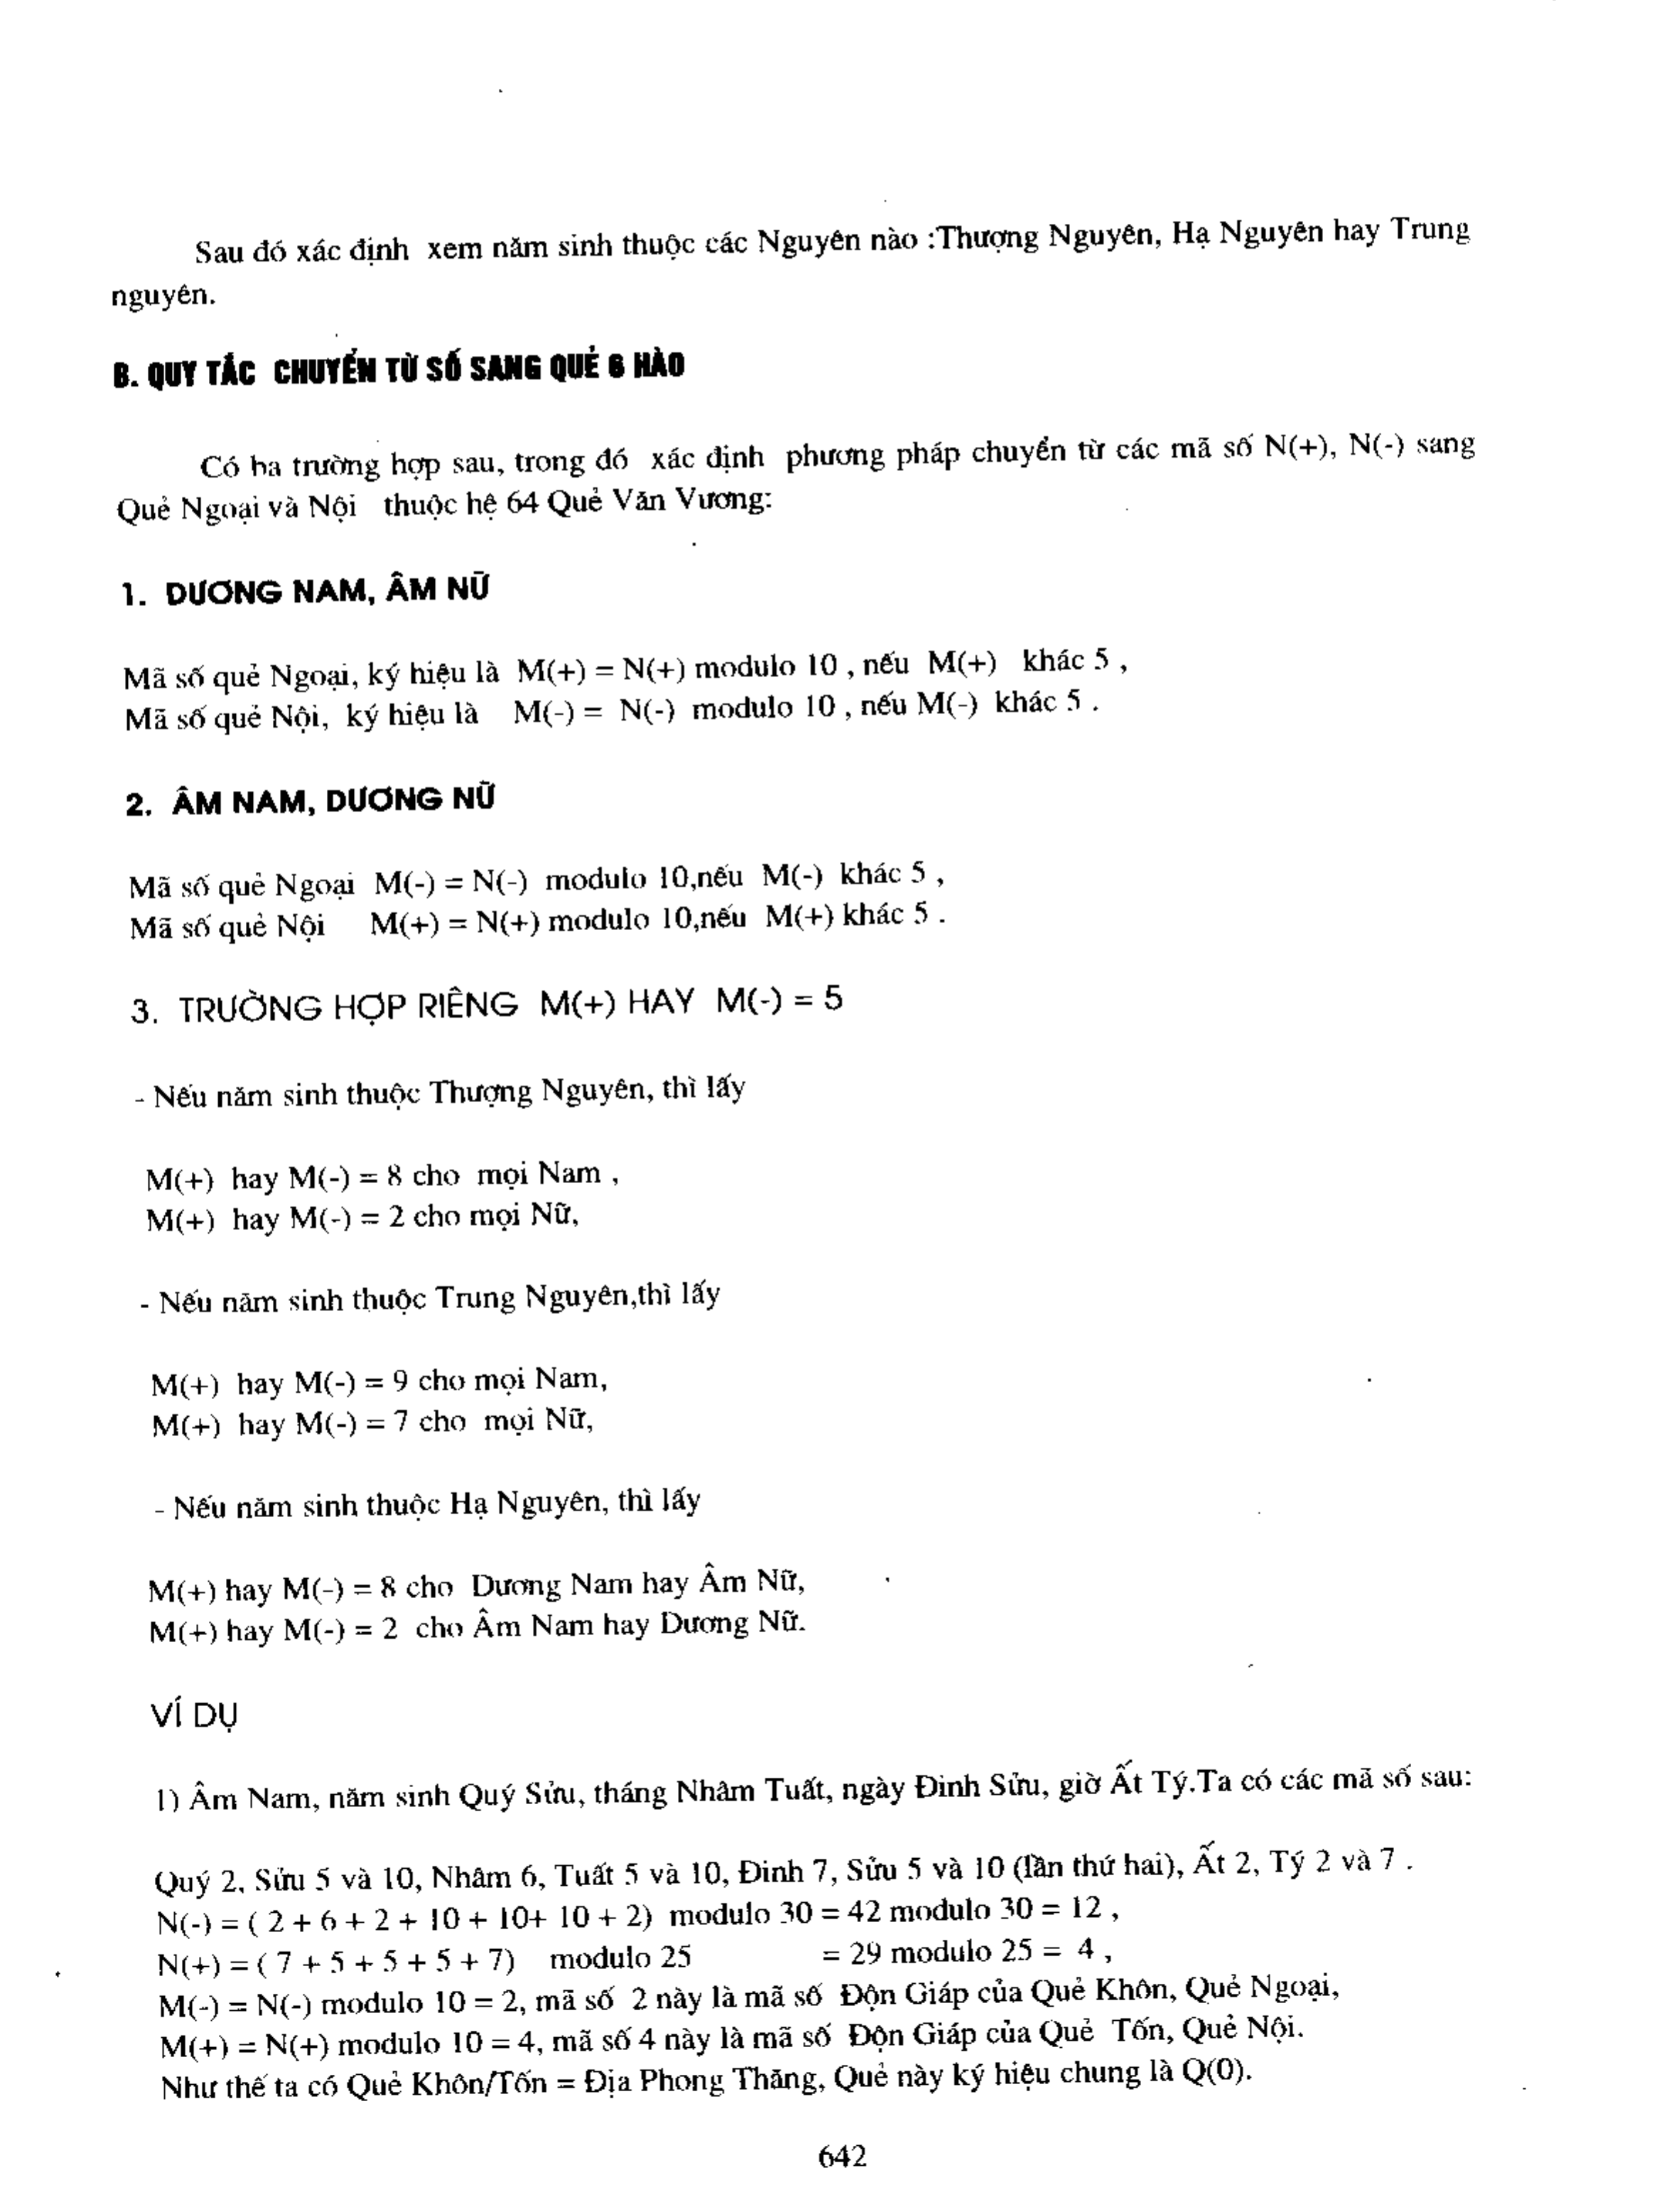 Sau đó xác định xem năm sinh thuộc các Nguyên nào :Thượng Nguyên, Hạ Nguyên hay Trung
nguyên.
B. QUY TẮC CHUYỂN TỪ SỐ SANG QUẺ 6 HÀO
Có ba trường hợp sau, trong đó xác định phương pháp chuyển từ các mã số N(+), N(-) sang
Quẻ Ngoại và Nội thuộc hệ 64 Quẻ Văn Vương:
1. DƯƠNG NAM, ÂM NỮ
Mã số quẻ Ngoại, ký hiệu là M(+) = N(+) modulo 10 , nếu M(+) khác 5 ,
Mã số quẻ Nội, ký hiệu là M(-) = N(-) modulo 10 , nếu M(-) khác 5 .
2. ÂM NAM, DƯƠNG NỮ
Mã số quẻ Ngoại M(-) = N(-) modulo 10,nếu M(-) khác 5 ,
Mã số quẻ Nội M(+) = N(+) modulo 10,nếu M(+) khác 5 .
3. TRƯỜNG HỢP RIÊNG M(+) HAY M(-) = 5
- Nếu năm sinh thuộc Thượng Nguyên, thì lấy
M(+) hay M(-) = 8 cho mọi Nam ,
M(+) hay M(-) = 2 cho mọi Nữ,
- Nếu năm sinh thuộc Trung Nguyên,thì lấy
M(+) hay M(-) = 9 cho mọi Nam,
M(+) hay M(-) = 7 cho mọi Nữ,
- Nếu năm sinh thuộc Hạ Nguyên, thì lấy
M(+) hay M(-) = 8 cho Dương Nam hay Âm Nữ,
M(+) hay M(-) = 2 cho Âm Nam hay Dương Nữ.
VÍ DỤ
1) Âm Nam, năm sinh Quý Sửu, tháng Nhâm Tuất, ngày Đinh Sửu, giờ Ất Tý.Ta có các mã số sau:
Quý 2, Sửu 5 và 10, Nhâm 6, Tuất 5 và 10, Đinh 7, Sửu 5 và 10 (lần thứ hai), Ất 2, Tý 2 và 7 .
N(-) = ( 2 + 6 + 2 + 10 + 10+ 10 + 2) modulo 30 = 42 modulo 30 = 12 ,
N(+) = ( 7 + 5 + 5 + 5 + 7) modulo 25 = 29 modulo 25 = 4 ,
M(-) = N(-) modulo 10 = 2, mã số 2 này là mã số Độn Giáp của Quẻ Khôn, Quẻ Ngoại,
M(+) = N(+) modulo 10 = 4, mã số 4 này là mã số Độn Giáp của Quẻ Tốn, Quẻ Nội.
Như thế ta có Quẻ Khôn/Tốn = Địa Phong Thăng, Quẻ này ký hiệu chung là Q(0).
642